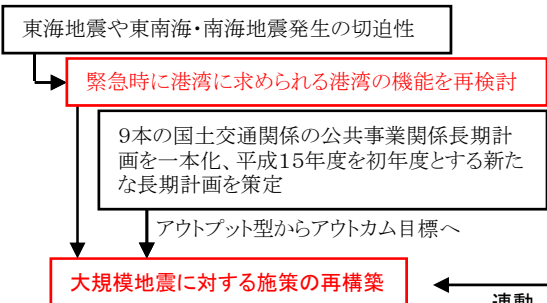 東海地震や東南海・南海地震発生の切迫性
緊急時に港湾に求められる港湾の機能を再検討
9本の国土交通関係の公共事業関係長期計
画を一本化、平成15年度を初年度とする新た
な長期計画を策定
アウトプット型からアウトカム目標へ
大規模地震に対する施策の再構築
連動